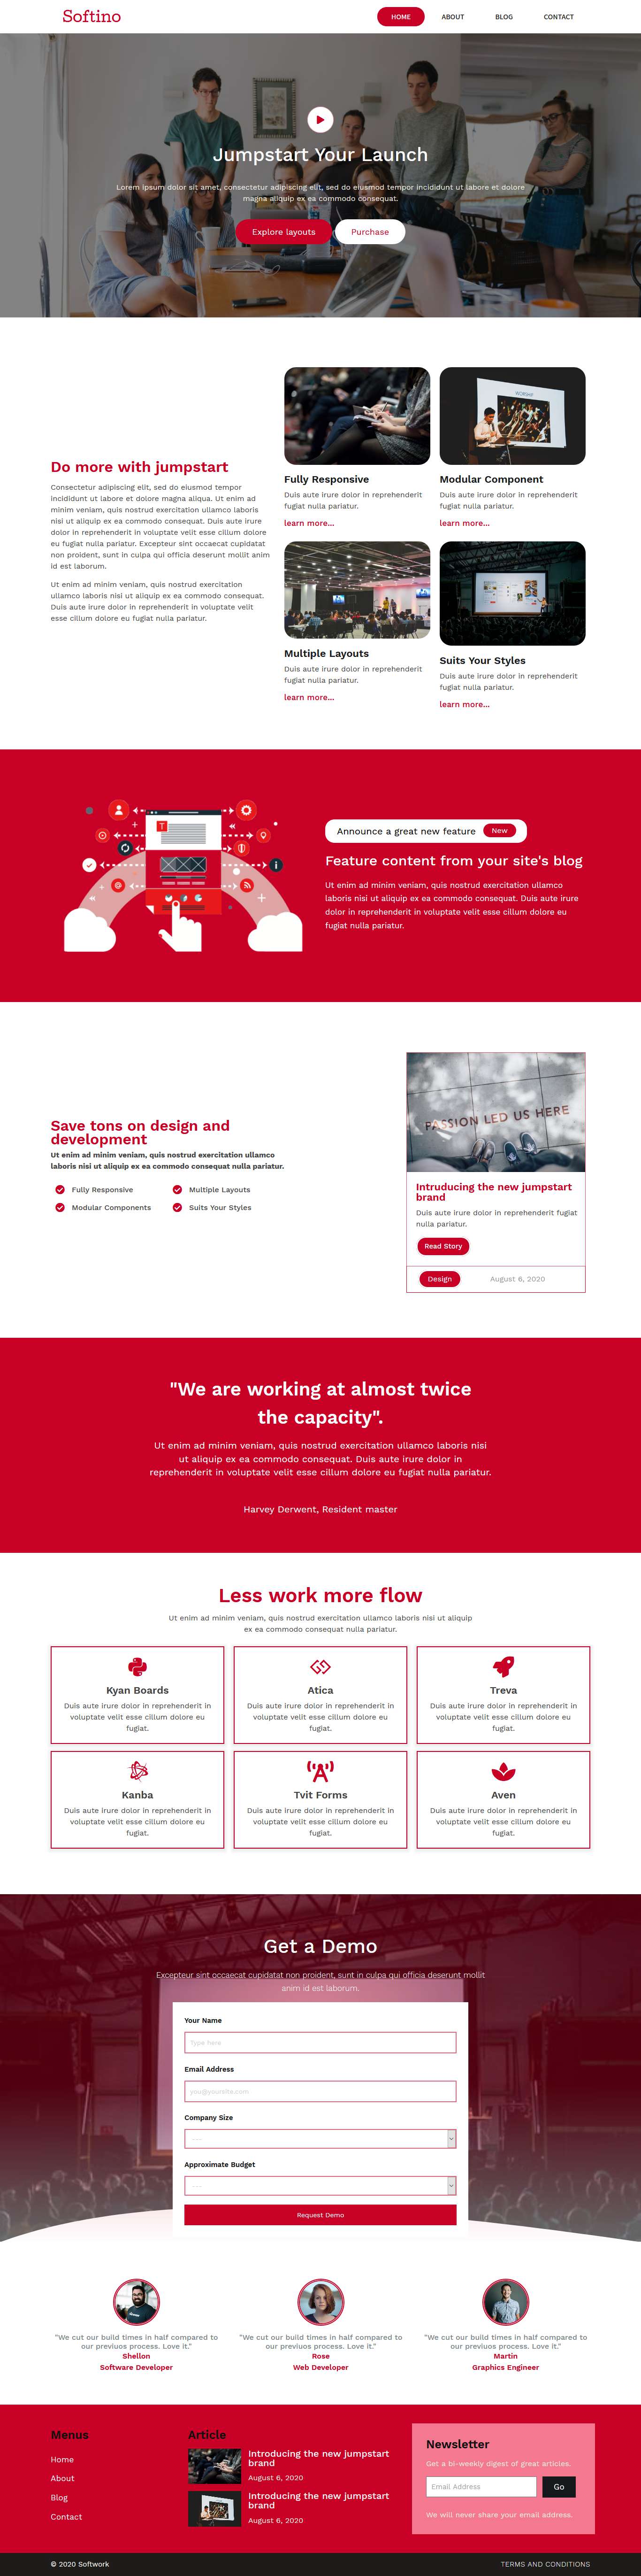 Softino
HOME
ABOUT
BLOG
CONTACT
Jumpstart Your Launch
Lorem ipsum dolor sit amet, consectetur adipiscing elit, sed do eiusmod tempor incididunt ut labore et dolore
magna aliquip ex ea commodo consequat.
Explore layouts
Purchase
Do more with jumpstart
Consectetur adipiscing elit, sed do eiusmod tempor
incididunt ut labore et dolore magna aliqua. Ut enim ad
minim veniam, quis nostrud exercitation ullamco laboris
nisi ut aliquip ex ea commodo consequat. Duis aute irure
dolor in reprehenderit in voluptate velit esse cillum dolore
eu fugiat nulla pariatur. Excepteur sint occaecat cupidatat
non proident, sunt in culpa qui officia deserunt mollit anim
id est laborum.
Ut enim ad minim veniam, quis nostrud exercitation
ullamco laboris nisi ut aliquip ex ea commodo consequat.
Duis aute irure dolor in reprehenderit in voluptate velit
esse cillum dolore eu fugiat nulla pariatur.
Fully Responsive
Duis aute irure dolor in reprehenderit
fugiat nulla pariatur.
learn more...
WORSHIP
Modular Component
Duis aute irure dolor in reprehenderit
fugiat nulla pariatur.
learn more...
Multiple Layouts
Duis aute irure dolor in reprehenderit
fugiat nulla pariatur.
learn more...
Suits Your Styles
Duis aute irure dolor in reprehenderit
fugiat nulla pariatur.
learn more...
T
Announce a great new feature
New
Feature content from your site's blog
Ut enim ad minim veniam, quis nostrud exercitation ullamco
laboris nisi ut aliquip ex ea commodo consequat. Duis aute irure
dolor in reprehenderit in voluptate velit esse cillum dolore eu
fugiat nulla pariatur.
Save tons on design and
development
Ut enim ad minim veniam, quis nostrud exercitation ullamco
laboris nisi ut aliquip ex ea commodo consequat nulla pariatur.
Fully Responsive
Multiple Layouts
Modular Components
Suits Your Styles
PASSION LED US HERE
Intruducing the new jumpstart
brand
Duis aute irure dolor in reprehenderit fugiat
nulla pariatur.
Read Story
Design
August 6, 2020
"We are working at almost twice
the capacity".
Ut enim ad minim veniam, quis nostrud exercitation ullamco laboris nisi
ut aliquip ex ea commodo consequat. Duis aute irure dolor in
reprehenderit in voluptate velit esse cillum dolore eu fugiat nulla pariatur.
Harvey Derwent, Resident master
Less work more flow
Ut enim ad minim veniam, quis nostrud exercitation ullamco laboris nisi ut aliquip
ex ea commodo consequat nulla pariatur.
Kyan Boards
Duis aute irure dolor in reprehenderit in
voluptate velit esse cillum dolore eu
fugiat.
Atica
Duis aute irure dolor in reprehenderit in
voluptate velit esse cillum dolore eu
fugiat.
Treva
Duis aute irure dolor in reprehenderit in
voluptate velit esse cillum dolore eu
fugiat.
Kanba
Duis aute irure dolor in reprehenderit in
voluptate velit esse cillum dolore eu
fugiat.
Tvit Forms
Duis aute irure dolor in reprehenderit in
voluptate velit esse cillum dolore eu
fugiat.
Aven
Duis aute irure dolor in reprehenderit in
voluptate velit esse cillum dolore eu
fugiat.
Get a Demo
Excepteur sint occaecat cupidatat non proident, sunt in culpa qui officia deserunt mollit
anim id est laborum.
Your Name
Type here
Email Address
you@yoursite.com
Company Size
----
Approximate Budget
----
Request Demo
"We cut our build times in half compared to
our previuos process. Love it."
Shellon
Software Developer
"We cut our build times in half compared to
our previuos process. Love it."
Rose
Web Developer
"We cut our build times in half compared to
our previuos process. Love it."
Martin
Graphics Engineer
Menus
Home
About
Blog
Contact
Article
Introducing the new jumpstart
brand
August 6, 2020
Introducing the new jumpstart
brand
August 6, 2020
Newsletter
Get a bi-weekly digest of great articles.
Email Address
Go
We will never share your email address.
© 2020 Softwork
TERMS AND CONDITIONS